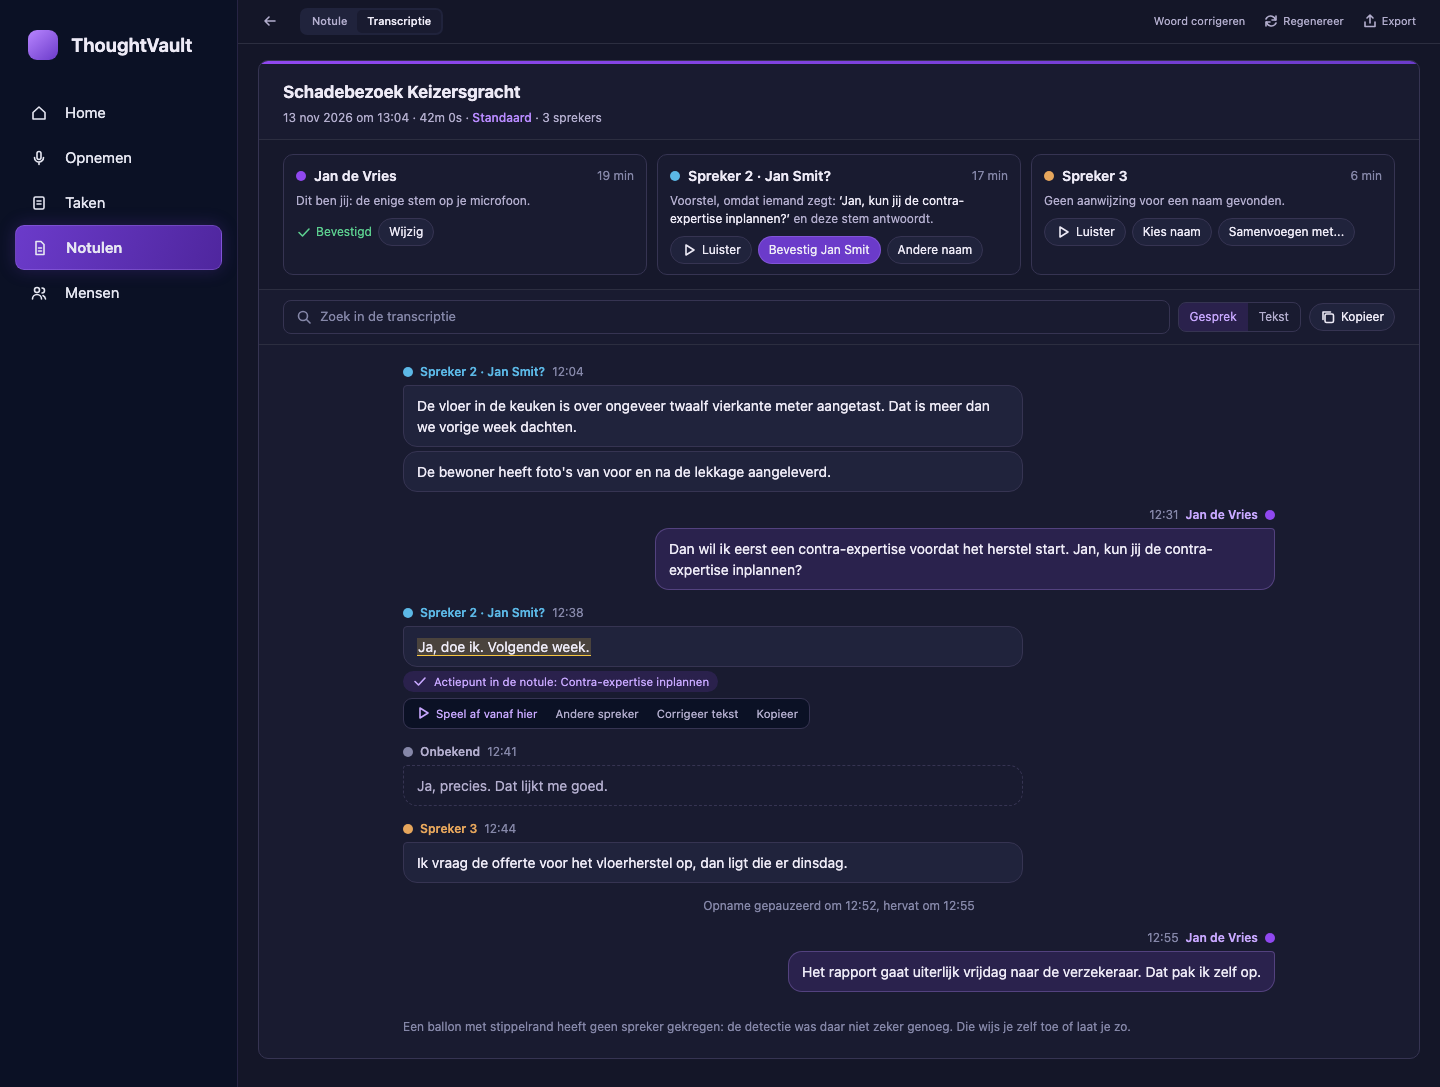 ThoughtVault
Home
Opnemen
Taken
Notulen
Mensen
Notule
Transcriptie
Woord corrigeren
Regenereer
Export
Schadebezoek Keizersgracht
13 nov 2026 om 13:04 · 42m 0s · Standaard · 3 sprekers
Jan de Vries
19 min
Dit ben jij: de enige stem op je microfoon.
Bevestigd
Wijzig
Spreker 2 · Jan Smit?
17 min
Voorstel, omdat iemand zegt: ‘Jan, kun jij de contra-
expertise inplannen?’ en deze stem antwoordt.
Luister
Bevestig Jan Smit
Andere naam
Spreker 3
6 min
Geen aanwijzing voor een naam gevonden.
Luister
Kies naam
Samenvoegen met...
Zoek in de transcriptie
Gesprek
Tekst
Kopieer
Spreker 2 · Jan Smit? 12:04
De vloer in de keuken is over ongeveer twaalf vierkante meter aangetast. Dat is meer dan
we vorige week dachten.
De bewoner heeft foto's van voor en na de lekkage aangeleverd.
12:31 Jan de Vries
Dan wil ik eerst een contra-expertise voordat het herstel start. Jan, kun jij de contra-
expertise inplannen?
Spreker 2 · Jan Smit? 12:38
Ja, doe ik. Volgende week.
Actiepunt in de notule: Contra-expertise inplannen
Speel af vanaf hier
Andere spreker
Corrigeer tekst
Kopieer
Onbekend 12:41
Ja, precies. Dat lijkt me goed.
Spreker 3 12:44
Ik vraag de offerte voor het vloerherstel op, dan ligt die er dinsdag.
Opname gepauzeerd om 12:52, hervat om 12:55
12:55 Jan de Vries
Het rapport gaat uiterlijk vrijdag naar de verzekeraar. Dat pak ik zelf op.
Een ballon met stippelrand heeft geen spreker gekregen: de detectie was daar niet zeker genoeg. Die wijs je zelf toe of laat je zo.